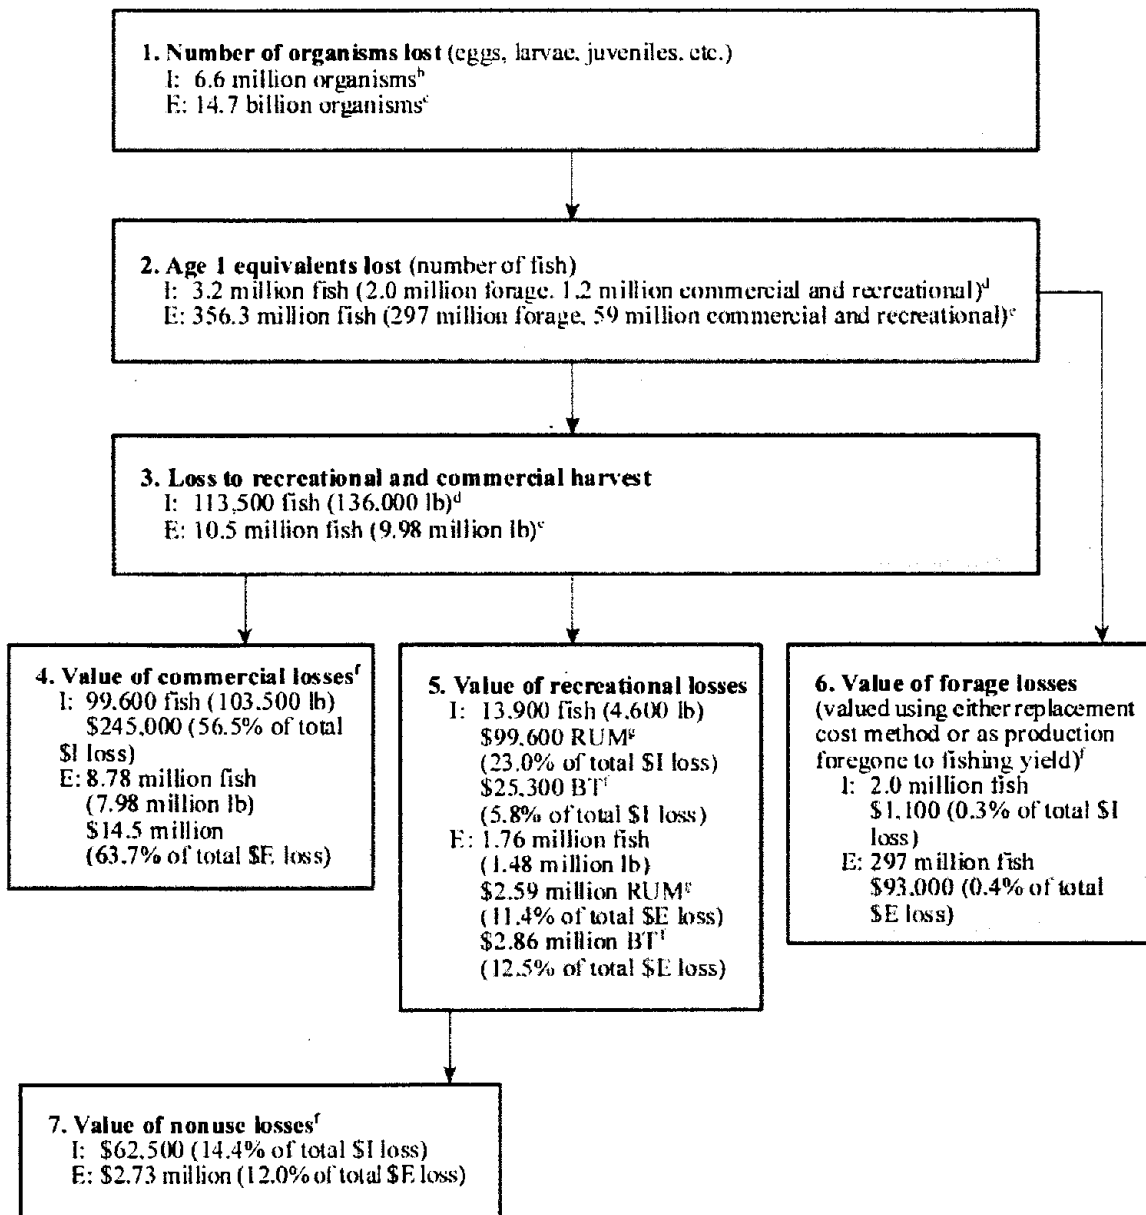 1. Number of organisms lost (eggs, larvae, juveniles, etc.)
I: 6.6 million organismsᵇ
E: 14.7 billion organismsᶜ
2. Age 1 equivalents lost (number of fish)
I: 3.2 million fish (2.0 million forage, 1.2 million commercial and recreational)ᵈ
E: 356.3 million fish (297 million forage, 59 million commercial and recreational)ᵉ
3. Loss to recreational and commercial harvest
I: 113,500 fish (136,000 lb)ᵈ
E: 10.5 million fish (9.98 million lb)ᵉ
4. Value of commercial lossesᶠ
I: 99,600 fish (103,500 lb)
$245,000 (56.5% of total
$I loss)
E: 8.78 million fish
(7.98 million lb)
$14.5 million
(63.7% of total $E loss)
5. Value of recreational losses
I: 13,900 fish (4,600 lb)
$99,600 RUMᵍ
(23.0% of total $I loss)
$25,300 BTᶠ
(5.8% of total $I loss)
E: 1.76 million fish
(1.48 million lb)
$2.59 million RUMᵍ
(11.4% of total $E loss)
$2.86 million BTᶠ
(12.5% of total $E loss)
6. Value of forage losses
(valued using either replacement
cost method or as production
foregone to fishing yield)ᶠ
I: 2.0 million fish
$1,100 (0.3% of total $I
loss)
E: 297 million fish
$93,000 (0.4% of total
$E loss)
7. Value of nonuse lossesᶠ
I: $62,500 (14.4% of total $I loss)
E: $2.73 million (12.0% of total $E loss)